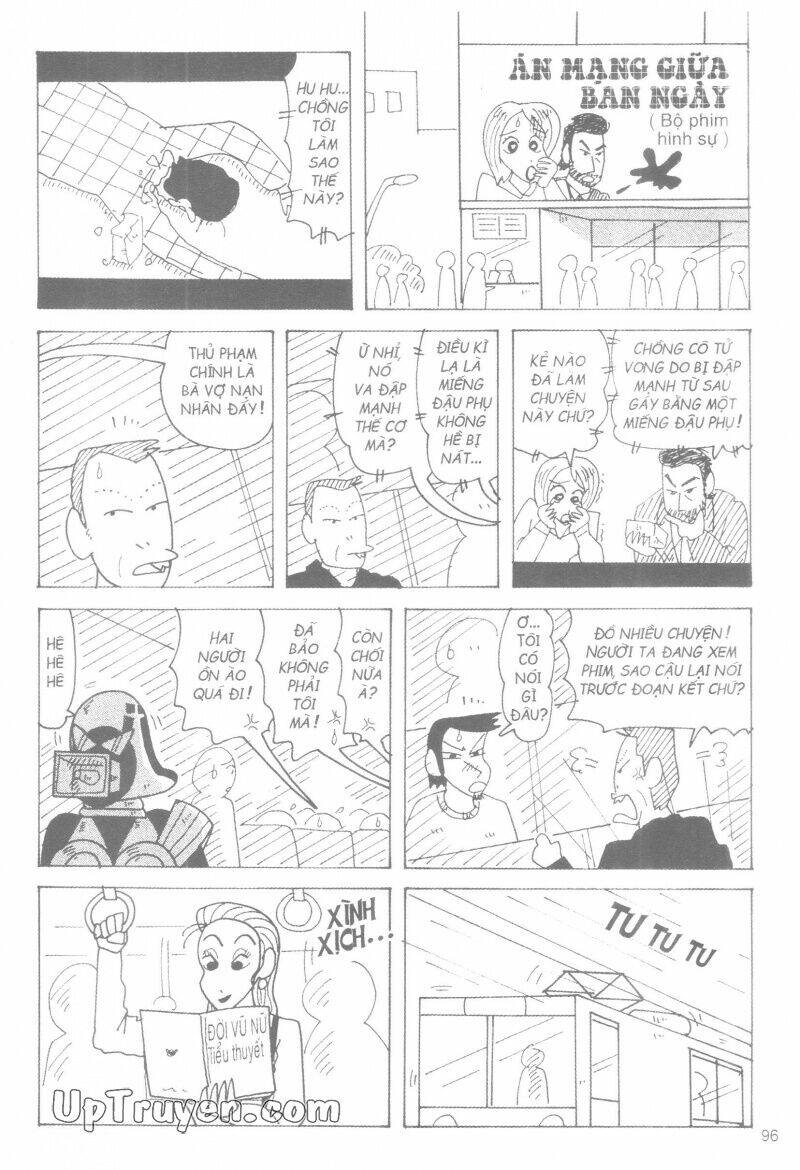 ÁN MẠNG GIỮA
BAN NGÀY
( Bộ phim
hình sự )
HU HU...
CHỒNG
TÔI
LÀM
SAO
THẾ
NÀY?
CHỒNG CÔ TỬ
VONG DO BỊ ĐẬP
MẠNH TỪ SAU
GÁY BẰNG MỘT
MIẾNG ĐẬU PHỤ!
KẺ NÀO
ĐÃ LÀM
CHUYỆN
NÀY CHỨ?
ĐIỀU KÌ
LẠ LÀ
MIẾNG
ĐẬU PHỤ
KHÔNG
HỀ BỊ
NÁT...
Ừ NHỈ,
NÓ
VA ĐẬP
MẠNH
THẾ CƠ
MÀ?
THỦ PHẠM
CHÍNH LÀ
BÀ VỢ NẠN
NHÂN ĐẤY!
ĐỒ NHIỀU CHUYỆN!
NGƯỜI TA ĐANG XEM
PHIM, SAO CẬU LẠI NÓI
TRƯỚC ĐOẠN KẾT CHỨ?
Ơ...
TÔI
CÓ
NÓI
GÌ
ĐÂU?
CÒN
CHỐI
NỮA
À?
ĐÃ
BẢO
KHÔNG
PHẢI
TÔI
MÀ!
HAI
NGƯỜI
ỒN ÀO
QUÁ ĐI!
HÊ
HÊ
HÊ
TU TU TU
XÌNH
XỊCH...
ĐỘI VŨ NỮ
Tiểu thuyết
UpTruyen.com
96